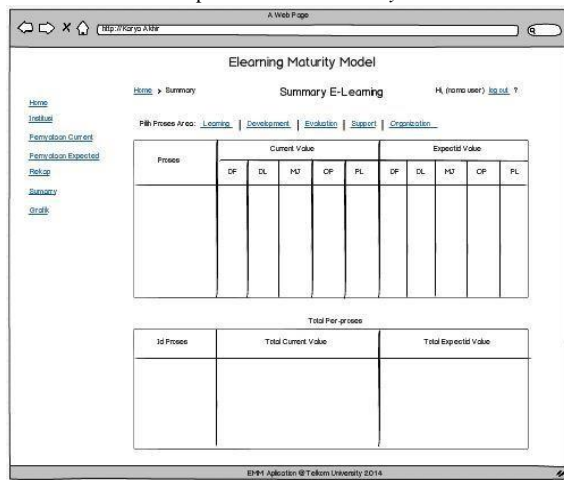 A Web Page
http://Karya Akhir
Elearning Maturity Model
Home > Summary
Summary E-Learning
Hi, (nama user) log out ?
Home
Institusi
Pernyataan Current
Pernyataan Expected
Rekap
Sumarry
Grafik
Pilih Proses Area: Learning | Development | Evaluation | Support | Organization
Proses
Current Value
Expectid Value
DF DL MJ OP PL DF DL MJ OP PL
Total Per-proses
Id Proses
Total Current Value
Total Expectid Value
EMM Aplication @ Telkom University 2014